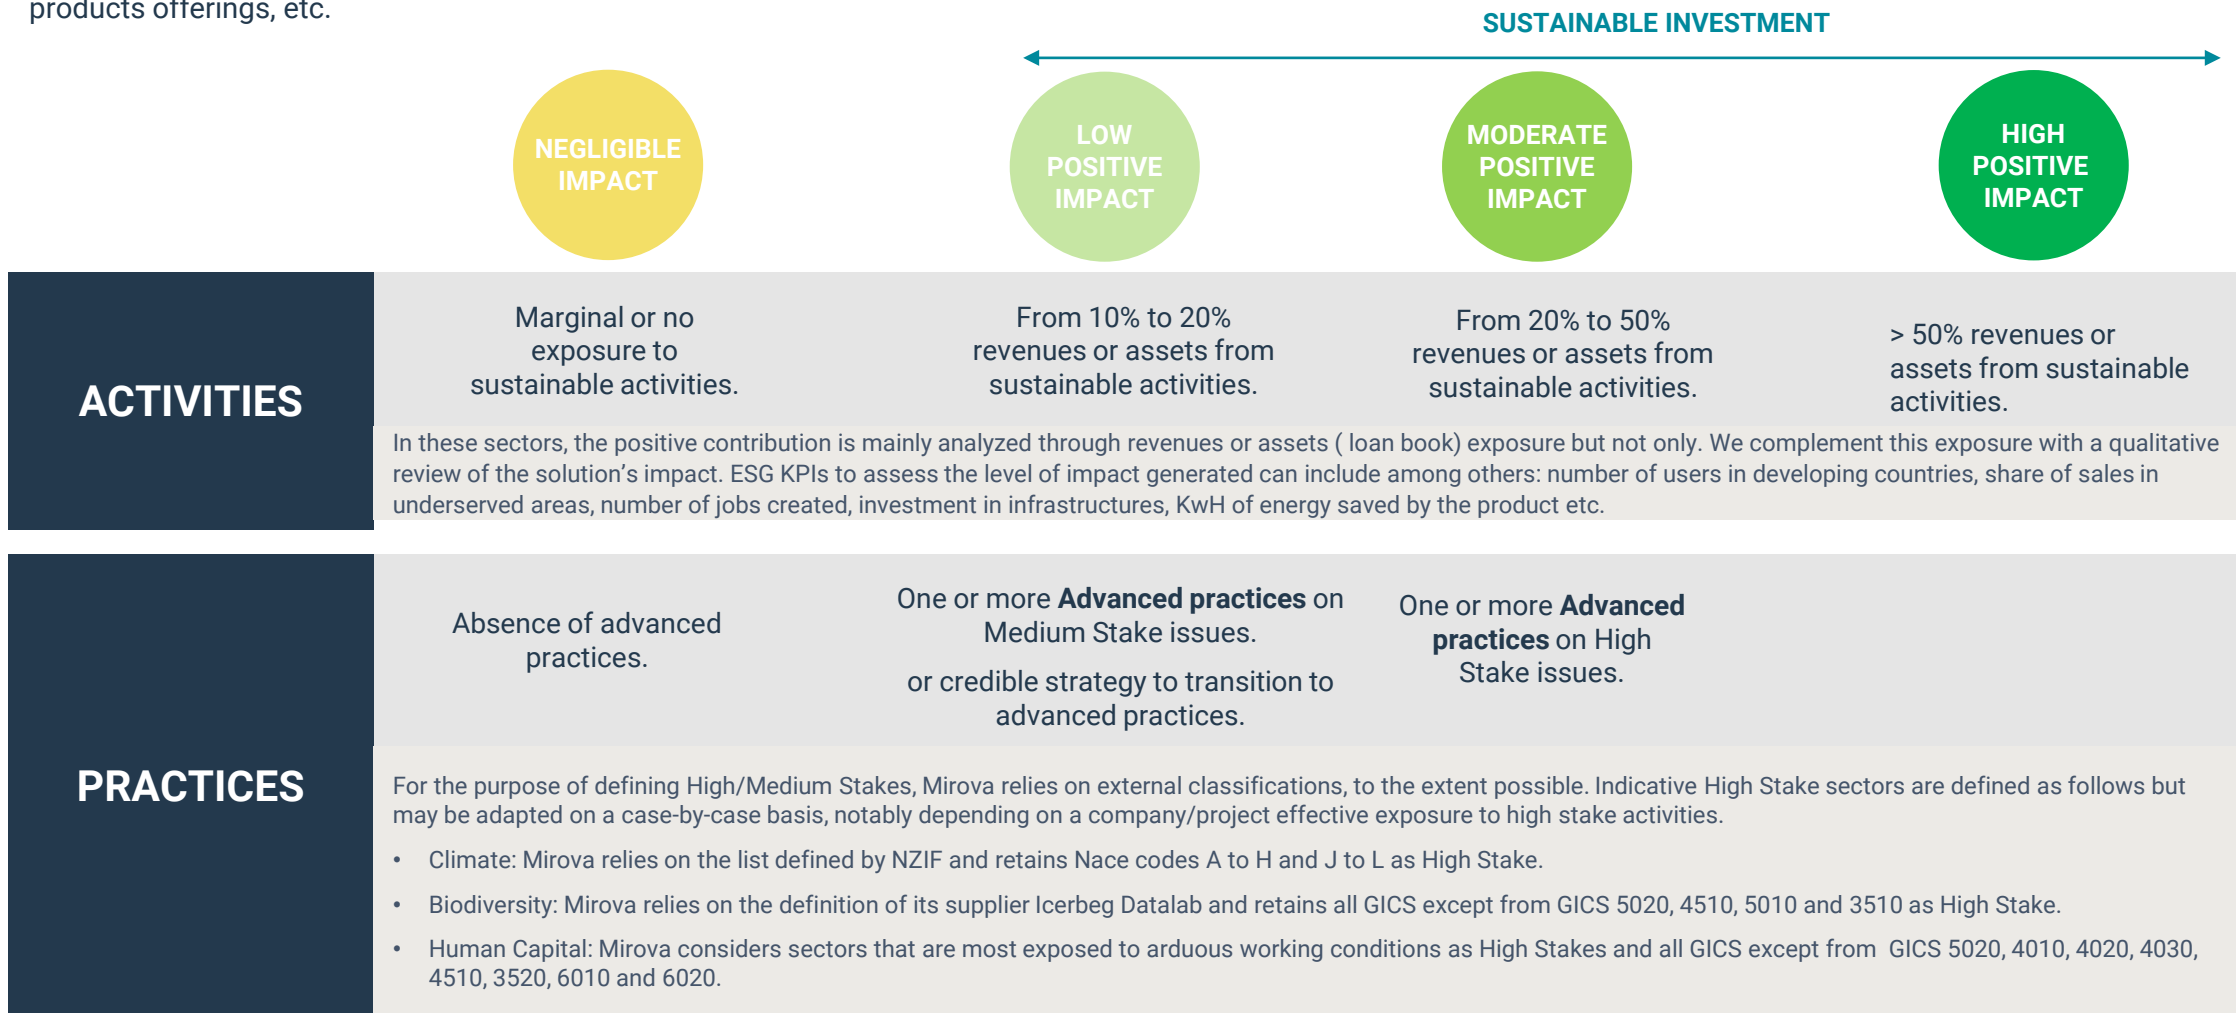 products offerings, etc.
SUSTAINABLE INVESTMENT
NEGLIGIBLE
IMPACT
LOW
POSITIVE
IMPACT
MODERATE
POSITIVE
IMPACT
HIGH
POSITIVE
IMPACT
ACTIVITIES
Marginal or no
exposure to
sustainable activities.
From 10% to 20%
revenues or assets from
sustainable activities.
From 20% to 50%
revenues or assets from
sustainable activities.
> 50% revenues or
assets from sustainable
activities.
In these sectors, the positive contribution is mainly analyzed through revenues or assets ( loan book) exposure but not only. We complement this exposure with a qualitative
review of the solution’s impact. ESG KPIs to assess the level of impact generated can include among others: number of users in developing countries, share of sales in
underserved areas, number of jobs created, investment in infrastructures, KwH of energy saved by the product etc.
PRACTICES
Absence of advanced
practices.
One or more Advanced practices on
Medium Stake issues.
or credible strategy to transition to
advanced practices.
One or more Advanced
practices on High
Stake issues.
For the purpose of defining High/Medium Stakes, Mirova relies on external classifications, to the extent possible. Indicative High Stake sectors are defined as follows but
may be adapted on a case-by-case basis, notably depending on a company/project effective exposure to high stake activities.
• Climate: Mirova relies on the list defined by NZIF and retains Nace codes A to H and J to L as High Stake.
• Biodiversity: Mirova relies on the definition of its supplier Icerbeg Datalab and retains all GICS except from GICS 5020, 4510, 5010 and 3510 as High Stake.
• Human Capital: Mirova considers sectors that are most exposed to arduous working conditions as High Stakes and all GICS except from GICS 5020, 4010, 4020, 4030,
4510, 3520, 6010 and 6020.